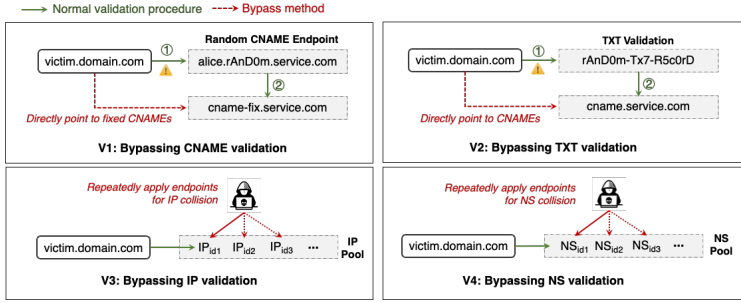 Normal validation procedure Bypass method
Random CNAME Endpoint
victim.domain.com ① alice.rAnD0m.service.com
②
cname-fix.service.com
Directly point to fixed CNAMEs
V1: Bypassing CNAME validation
TXT Validation
victim.domain.com ① rAnD0m-Tx7-R5c0rD
②
cname.service.com
Directly point to CNAMEs
V2: Bypassing TXT validation
Repeatedly apply endpoints
for IP collision
victim.domain.com IPid1 IPid2 IPid3 ··· IP
Pool
V3: Bypassing IP validation
Repeatedly apply endpoints
for NS collision
victim.domain.com NSid1 NSid2 NSid3 ··· NS
Pool
V4: Bypassing NS validation